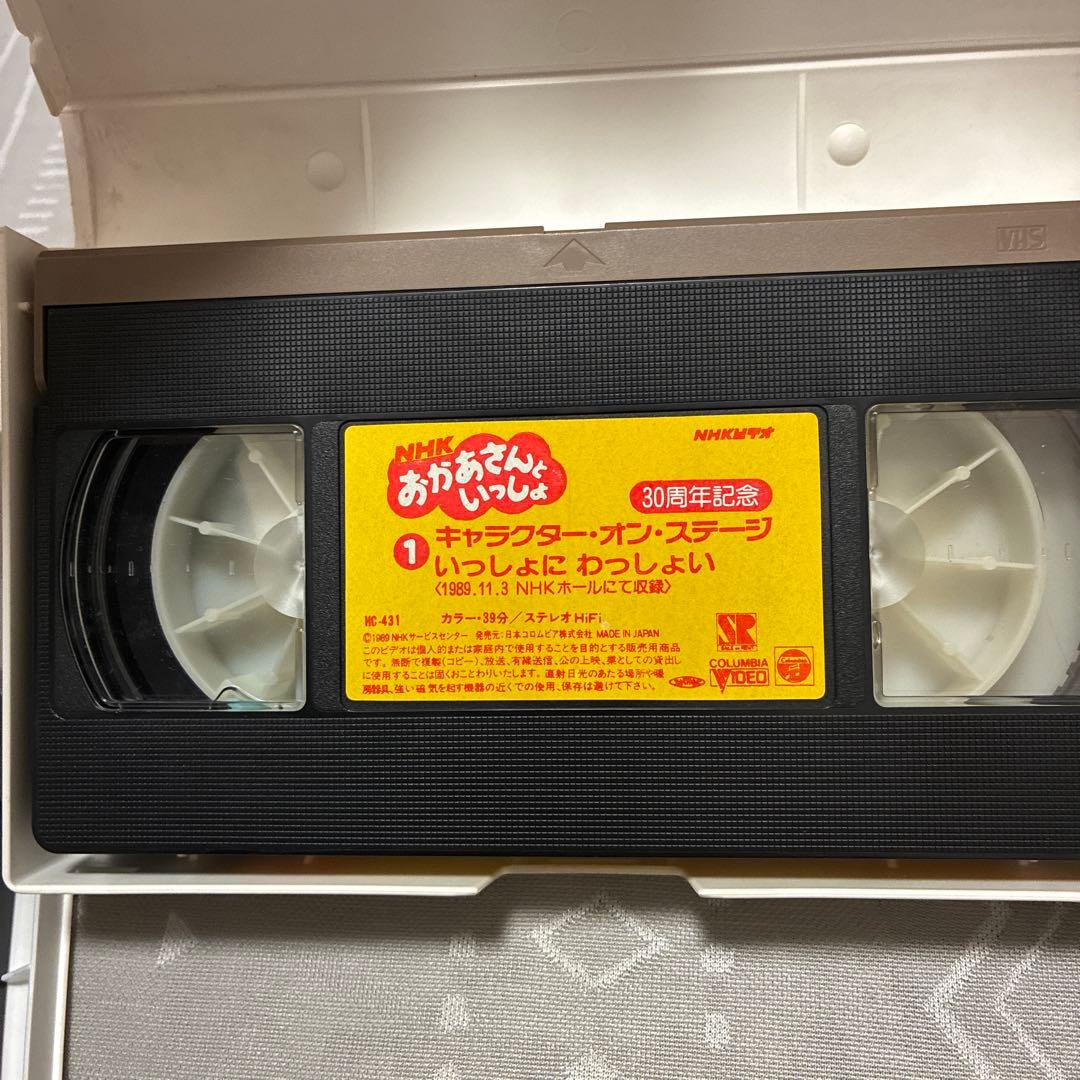 VHS
NHK
おかあさんと
いっしょ
NHKビデオ
30周年記念
1 キャラクター・オン・ステージ
いっしょに わっしょい
〈1989.11.3 NHKホールにて収録〉
HC-431 カラー・39分/ステレオHiFi
©1989 NHKサービスセンター 発売元:日本コロムビア株式会社 MADE IN JAPAN
このビデオは個人的または家庭内で使用することを目的とする販売用商品
です。無断で複製(コピー)、放送、有線送信、公の上映、業としての貸出し
に使用することは固くおことわりいたします。直射日光のあたる場所や暖
房器具、強い磁気を起す機器の近くでの使用、保存は避けて下さい。
SR
SALE or RENT
COLUMBIA
VIDEO